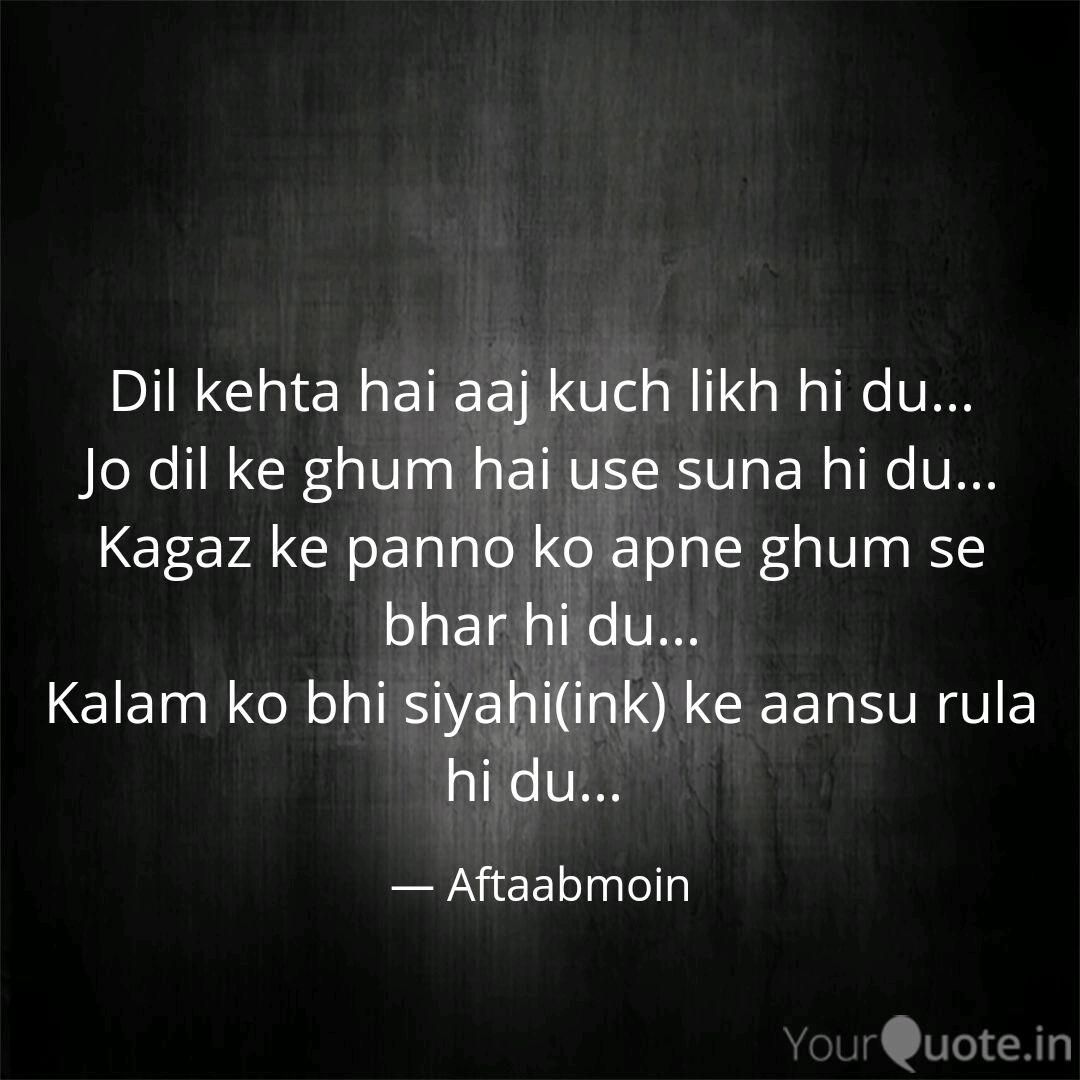 Dil kehta hai aaj kuch likh hi du...
Jo dil ke ghum hai use suna hi du...
Kagaz ke panno ko apne ghum se
bhar hi du...
Kalam ko bhi siyahi(ink) ke aansu rula
hi du...
— Aftaabmoin
YourQuote.in